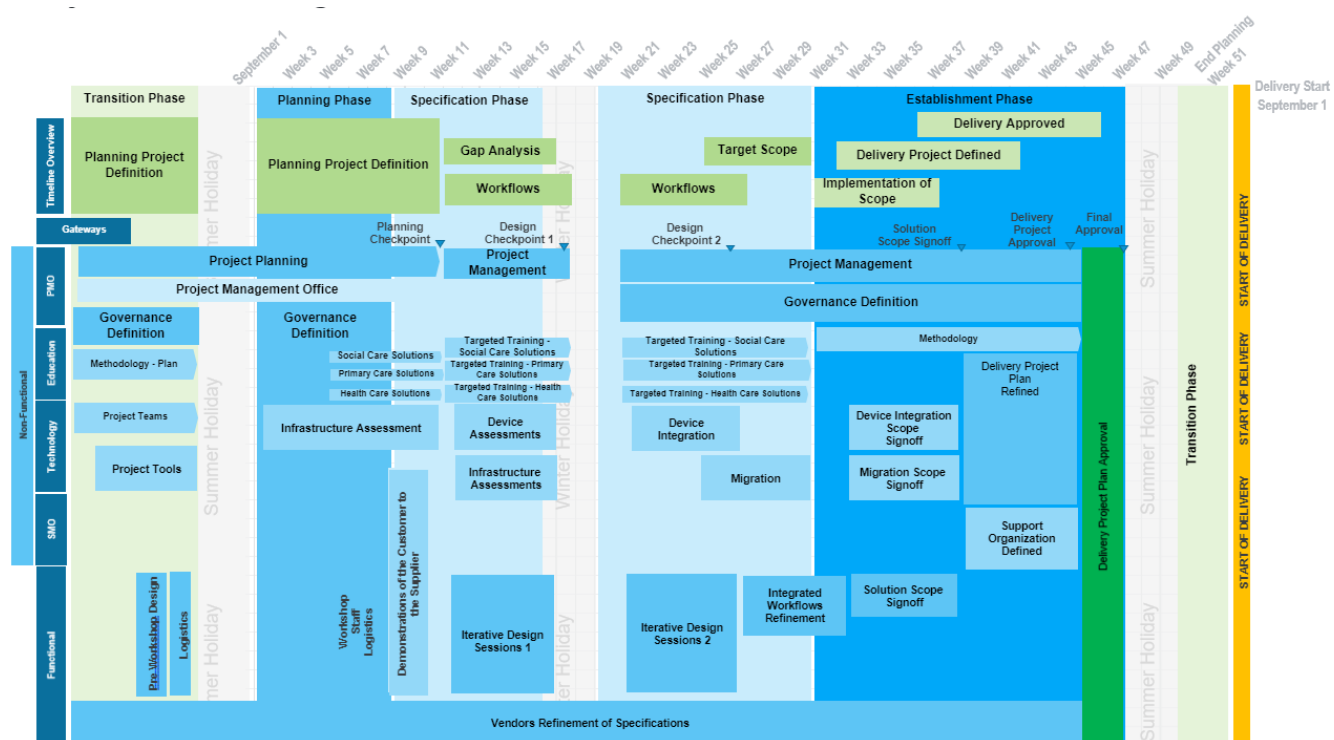 September 1
Week 3
Week 5
Week 7
Week 9
Week 11
Week 13
Week 15
Week 17
Week 19
Week 21
Week 23
Week 25
Week 27
Week 29
Week 31
Week 33
Week 35
Week 37
Week 39
Week 41
Week 43
Week 45
Week 47
Week 49
End Planning
Week 51
Delivery Start
September 1
Transition Phase
Planning Phase
Specification Phase
Specification Phase
Establishment Phase
Timeline Overview
Planning Project
Definition
Planning Project Definition
Gap Analysis
Workflows
Target Scope
Workflows
Delivery Approved
Delivery Project Defined
Implementation of
Scope
Gateways
Planning
Checkpoint
Design
Checkpoint 1
Design
Checkpoint 2
Solution
Scope Signoff
Delivery
Project
Approval
Final
Approval
Non-Functional
PMO
Project Planning
Project
Management
Project Management
Project Management Office
Governance
Definition
Governance
Definition
Governance Definition
Education
Methodology - Plan
Social Care Solutions
Primary Care Solutions
Health Care Solutions
Targeted Training -
Social Care Solutions
Targeted Training - Primary
Care Solutions
Targeted Training - Health
Care Solutions
Targeted Training - Social Care
Solutions
Targeted Training - Primary Care
Solutions
Targeted Training - Health Care Solutions
Methodology
Delivery Project
Plan
Refined
Technology
Project Teams
Project Tools
Infrastructure Assessment
Device
Assessments
Infrastructure
Assessments
Device
Integration
Migration
Device Integration
Scope
Signoff
Migration Scope
Signoff
SMO
Support
Organization
Defined
Functional
Pre Workshop Design
Logistics
Workshop
Staff
Logistics
Demonstrations of the Customer to
the Supplier
Iterative Design
Sessions 1
Iterative Design
Sessions 2
Integrated
Workflows
Refinement
Solution Scope
Signoff
Vendors Refinement of Specifications
Delivery Project Plan Approval
Summer Holiday
Summer Holiday
Winter Holiday
Summer Holiday
Summer Holiday
Summer Holiday
Transition Phase
START OF DELIVERY
START OF DELIVERY
START OF DELIVERY